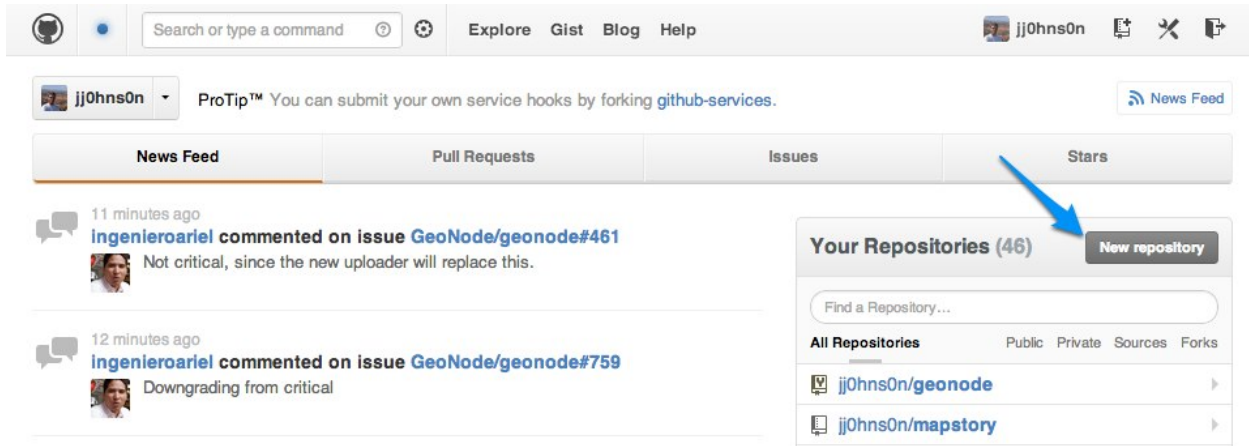 Search or type a command
Explore Gist Blog Help
jj0hns0n
jj0hns0n
ProTip™ You can submit your own service hooks by forking github-services.
News Feed
News Feed
Pull Requests
Issues
Stars
11 minutes ago
ingenieroariel commented on issue GeoNode/geonode#461
Not critical, since the new uploader will replace this.
12 minutes ago
ingenieroariel commented on issue GeoNode/geonode#759
Downgrading from critical
Your Repositories (46)
New repository
Find a Repository...
All Repositories
Public Private Sources Forks
jj0hns0n/geonode
jj0hns0n/mapstory